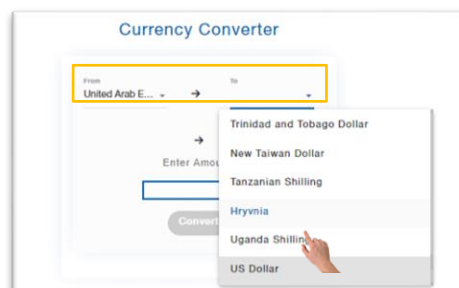 Currency Converter
From
To
United Arab E...
Trinidad and Tobago Dollar
Enter Amou
New Taiwan Dollar
Tanzanian Shilling
Hryvnia
Convert
Uganda Shilling
US Dollar